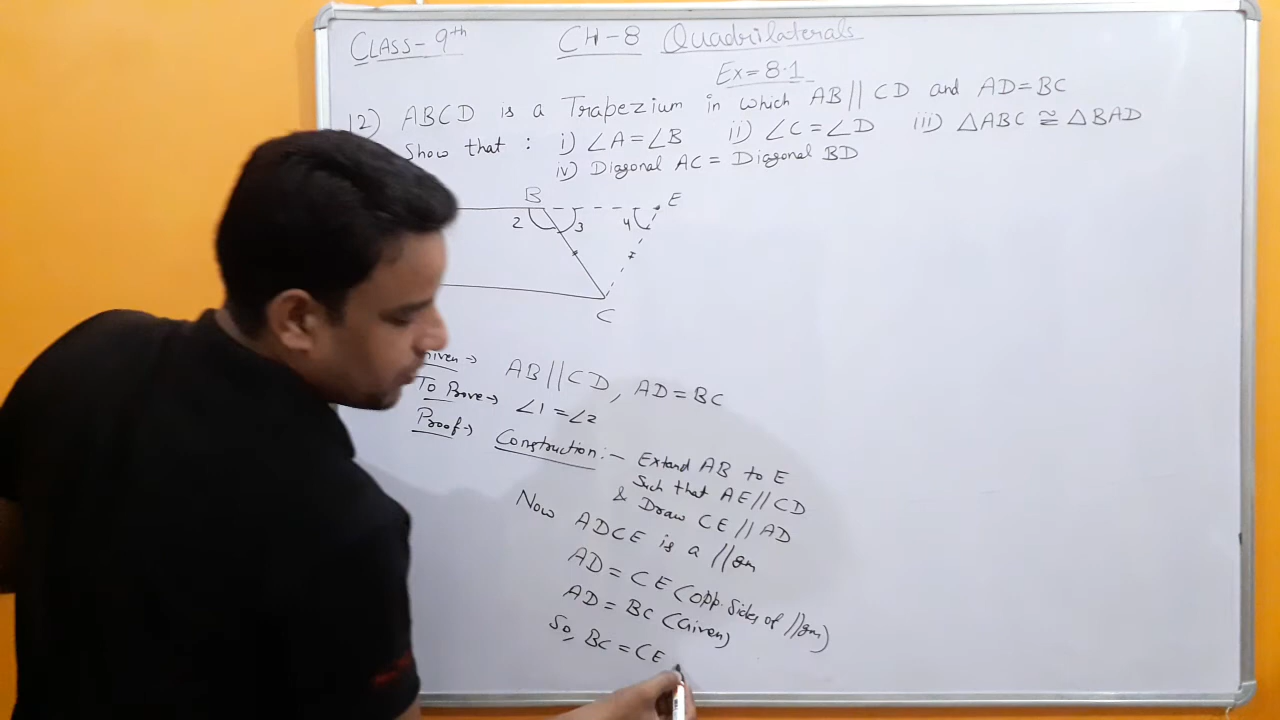 CLASS - 9th CH-8 Quadrilaterals
Ex = 8.1
12) ABCD is a Trapezium in which AB || CD and AD = BC
Show that : i) ∠A = ∠B ii) ∠C = ∠D iii) △ABC ≅ △BAD
iv) Diagonal AC = Diagonal BD
B E
2 3 4
C
Given → AB || CD, AD = BC
To Prove → ∠1 = ∠2
Proof → Construction :- Extand AB to E
Such that AE // CD
& Draw CE // AD
Now ADCE is a //gm
AD = CE (opp. sides of //gm)
AD = BC (Given)
So, BC = CE